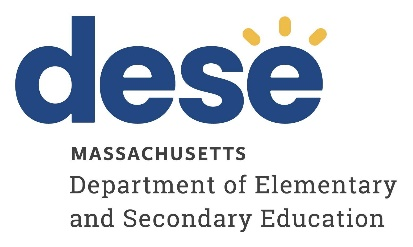 dese
MASSACHUSETTS
Department of Elementary
and Secondary Education